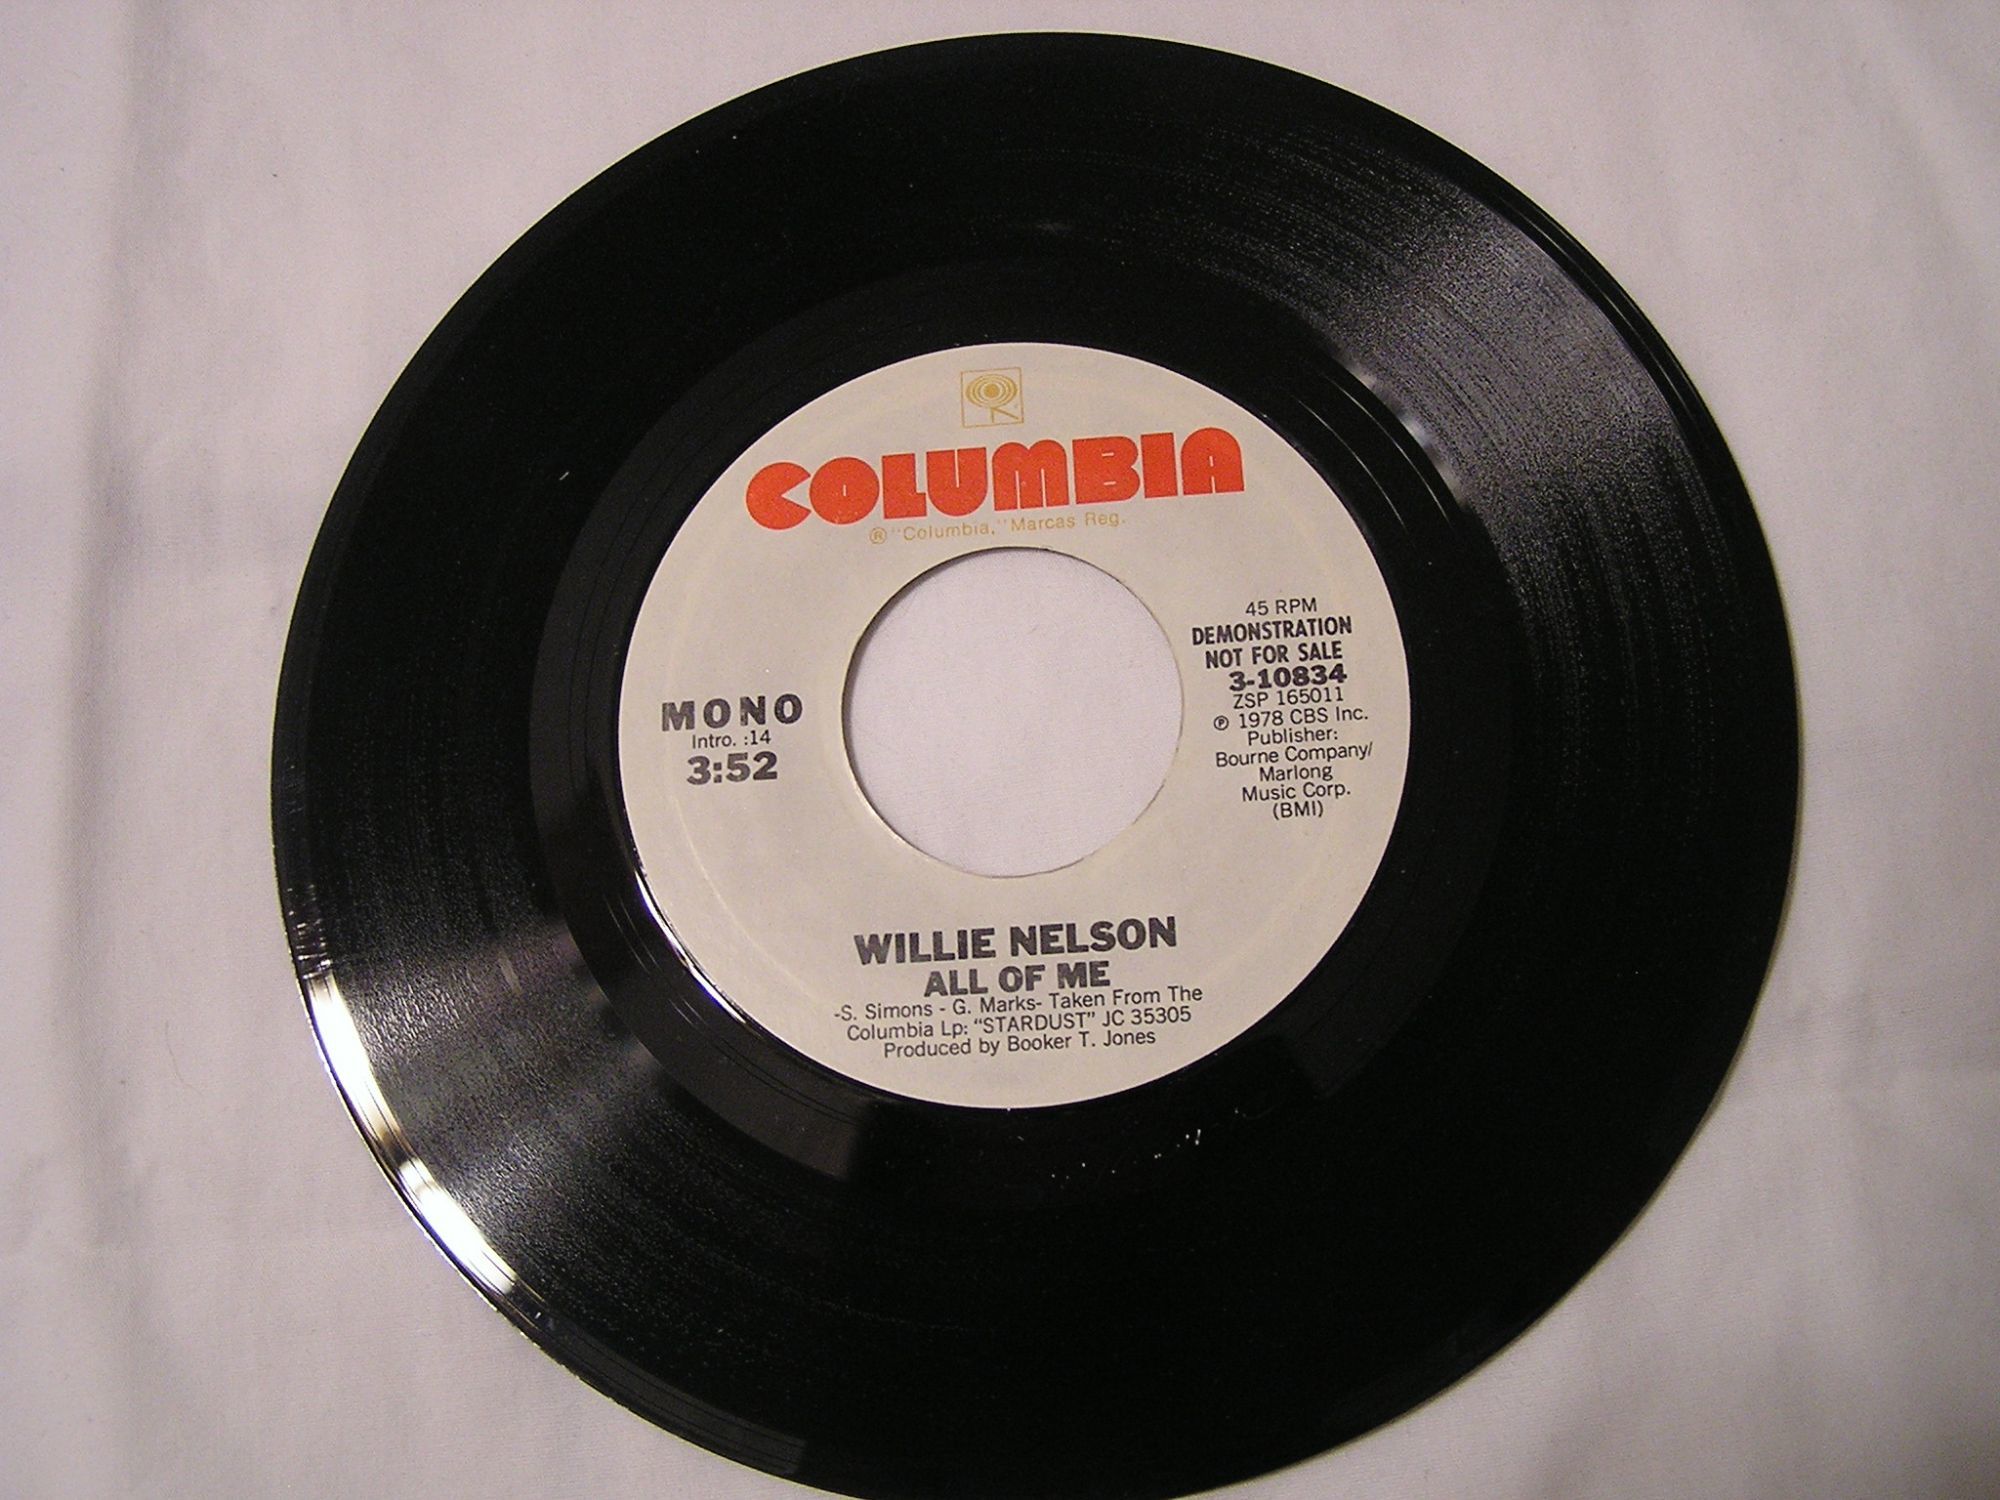 COLUMBIA
® "Columbia," Marcas Reg.
MONO
Intro. :14
3:52
45 RPM
DEMONSTRATION
NOT FOR SALE
3-10834
ZSP 165011
℗ 1978 CBS Inc.
Publisher:
Bourne Company/
Marlong
Music Corp.
(BMI)
WILLIE NELSON
ALL OF ME
-S. Simons - G. Marks- Taken From The
Columbia Lp: "STARDUST" JC 35305
Produced by Booker T. Jones